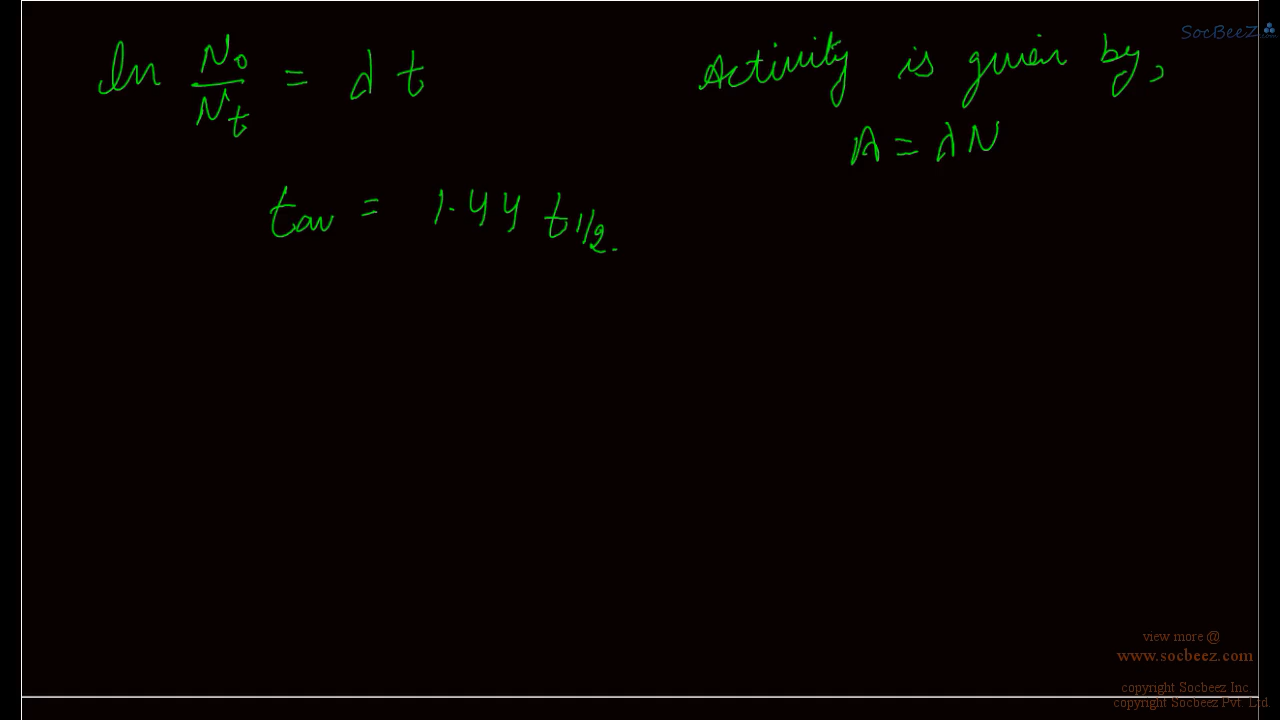 SocBeeZ.com
ln N₀/Nₜ = λ t
Activity is given by,
A = λN
tav = 1.44 t1/2.
view more @
www.socbeez.com
copyright Socbeez Inc
copyright Socbeez Pvt Ltd.